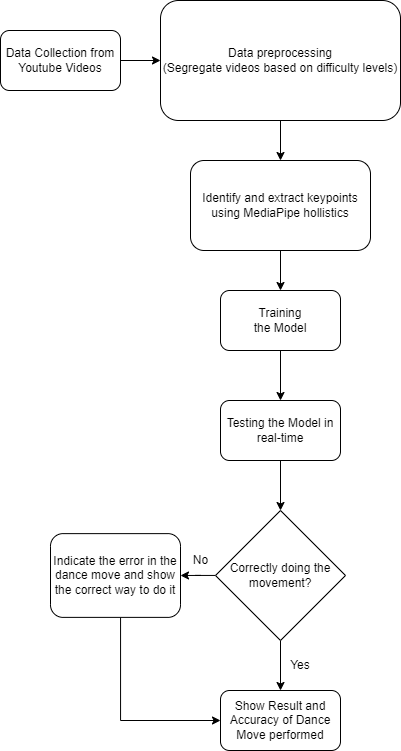 Data Collection from
Youtube Videos
Data preprocessing
(Segregate videos based on difficulty levels)
Identify and extract keypoints
using MediaPipe hollistics
Training
the Model
Testing the Model in
real-time
Correctly doing the
movement?
No
Indicate the error in the
dance move and show
the correct way to do it
Yes
Show Result and
Accuracy of Dance
Move performed